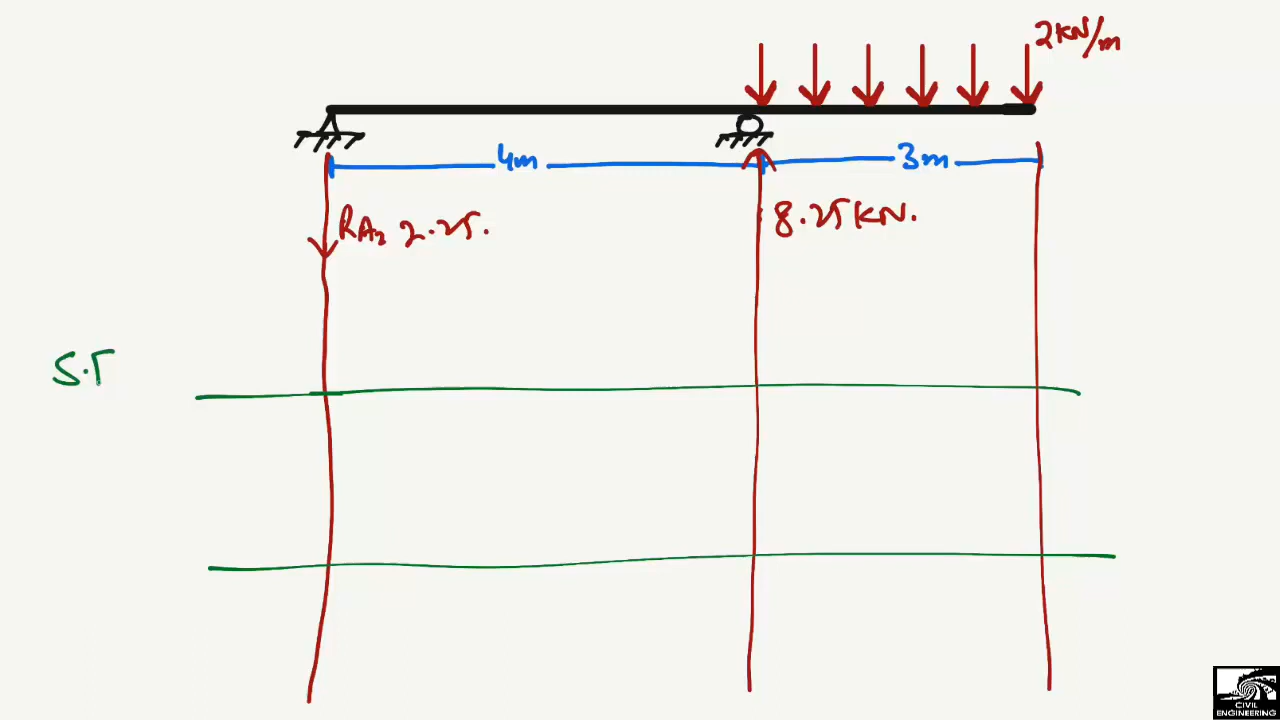 2KN/m
4m
3m
RA= 2.25.
8.25KN.
S.F
CIVIL
ENGINEERING